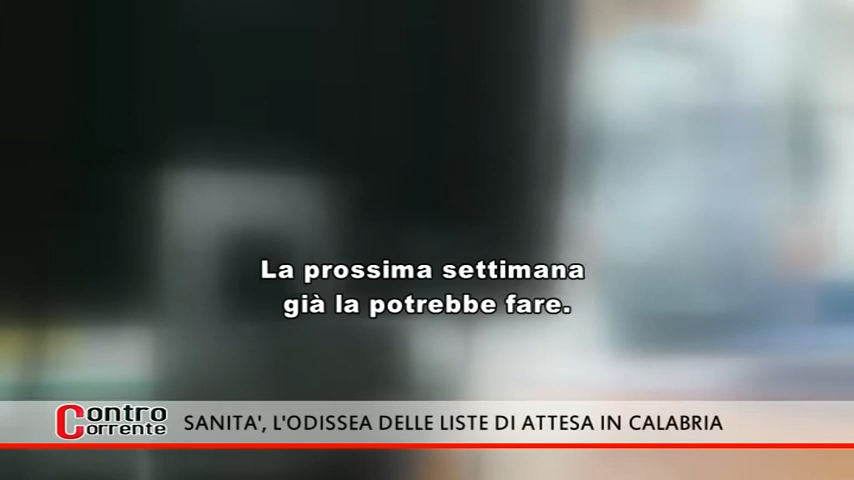 La prossima settimana
già la potrebbe fare.
Contro
Corrente
SANITA', L'ODISSEA DELLE LISTE DI ATTESA IN CALABRIA